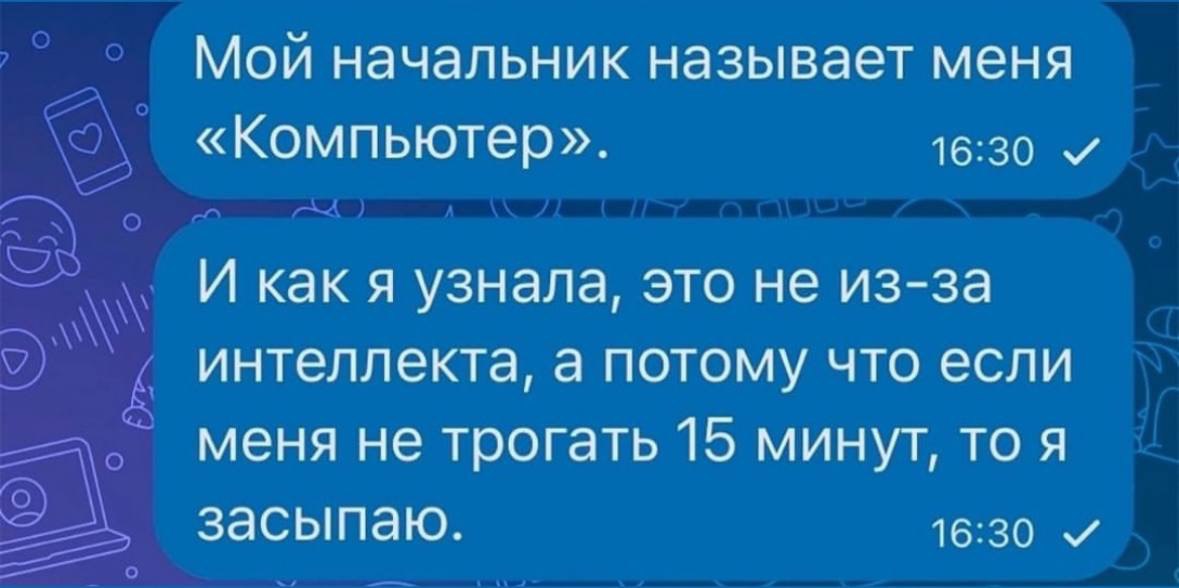 Мой начальник называет меня
«Компьютер».
16:30
И как я узнала, это не из-за
интеллекта, а потому что если
меня не трогать 15 минут, то я
засыпаю.
16:30